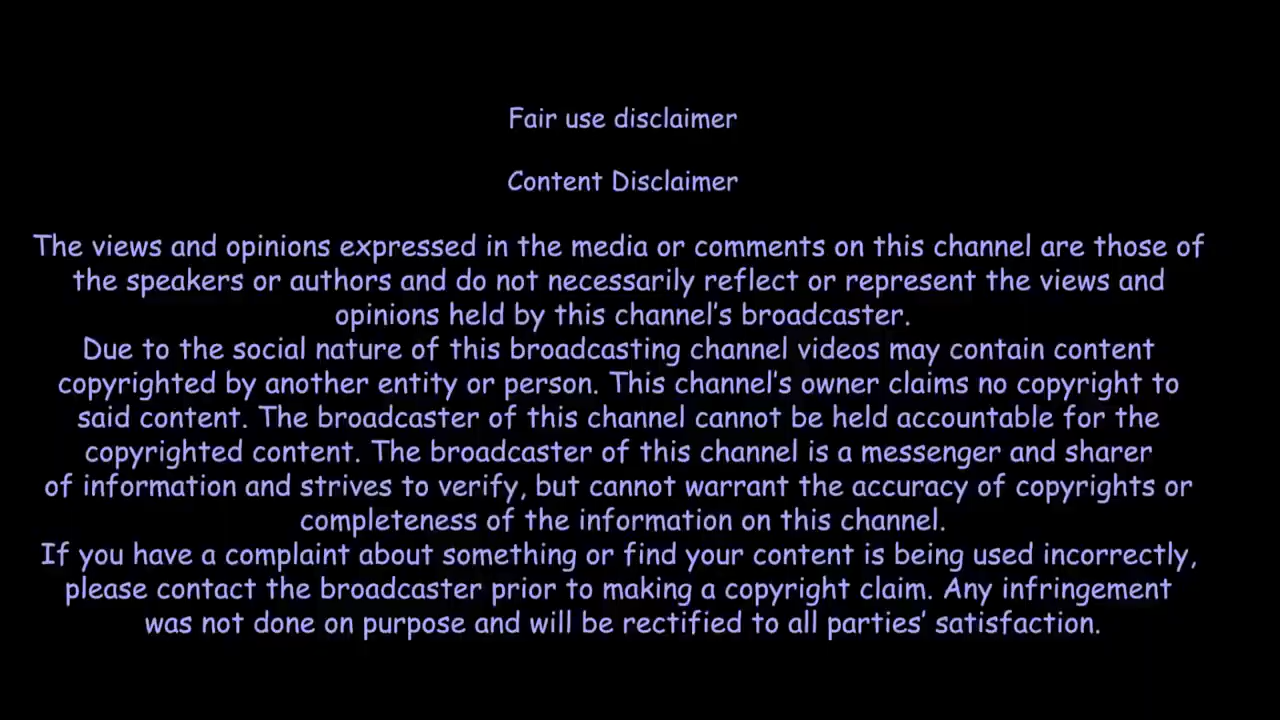 Fair use disclaimer
Content Disclaimer
The views and opinions expressed in the media or comments on this channel are those of
the speakers or authors and do not necessarily reflect or represent the views and
opinions held by this channel’s broadcaster.
Due to the social nature of this broadcasting channel videos may contain content
copyrighted by another entity or person. This channel’s owner claims no copyright to
said content. The broadcaster of this channel cannot be held accountable for the
copyrighted content. The broadcaster of this channel is a messenger and sharer
of information and strives to verify, but cannot warrant the accuracy of copyrights or
completeness of the information on this channel.
If you have a complaint about something or find your content is being used incorrectly,
please contact the broadcaster prior to making a copyright claim. Any infringement
was not done on purpose and will be rectified to all parties’ satisfaction.